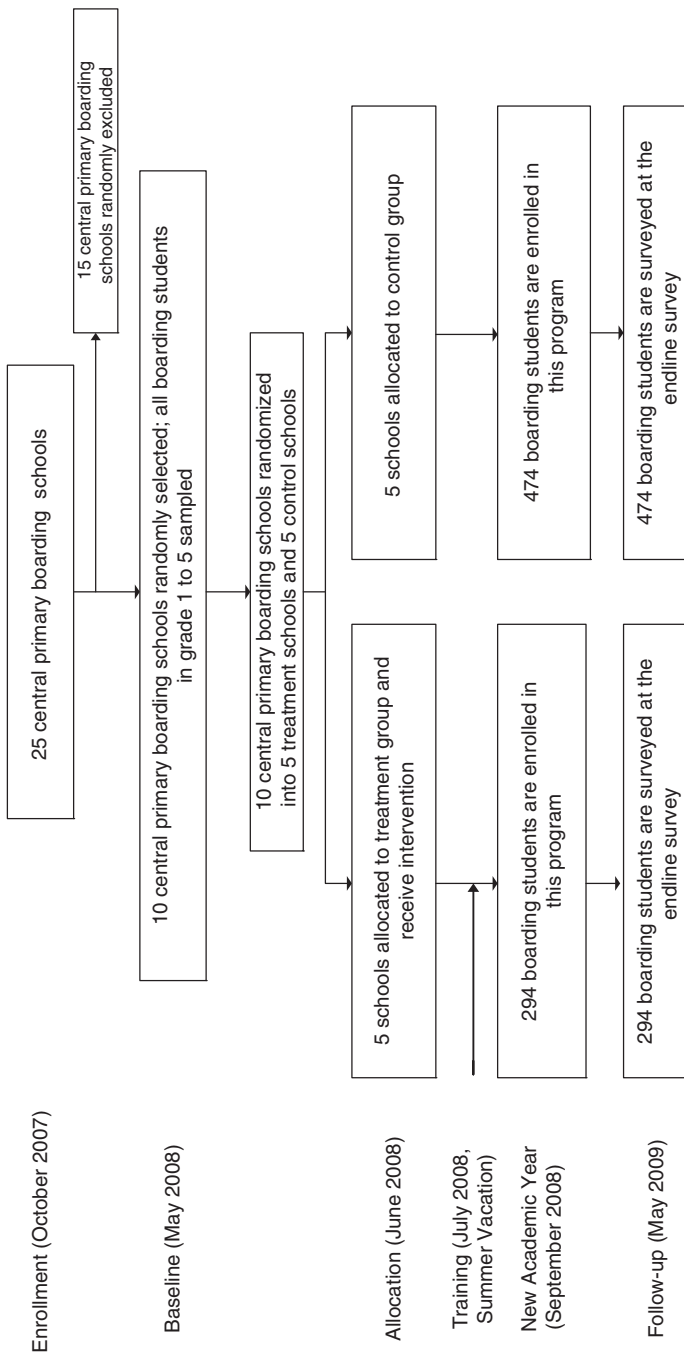 Enrollment (October 2007)
25 central primary boarding schools
15 central primary boarding
schools randomly excluded
Baseline (May 2008)
10 central primary boarding schools randomly selected; all boarding students
in grade 1 to 5 sampled
10 central primary boarding schools randomized
into 5 treatment schools and 5 control schools
Allocation (June 2008)
5 schools allocated to treatment group and
receive intervention
5 schools allocated to control group
Training (July 2008,
Summer Vacation)
New Academic Year
(September 2008)
294 boarding students are enrolled in
this program
474 boarding students are enrolled in
this program
Follow-up (May 2009)
294 boarding students are surveyed at the
endline survey
474 boarding students are surveyed at the
endline survey